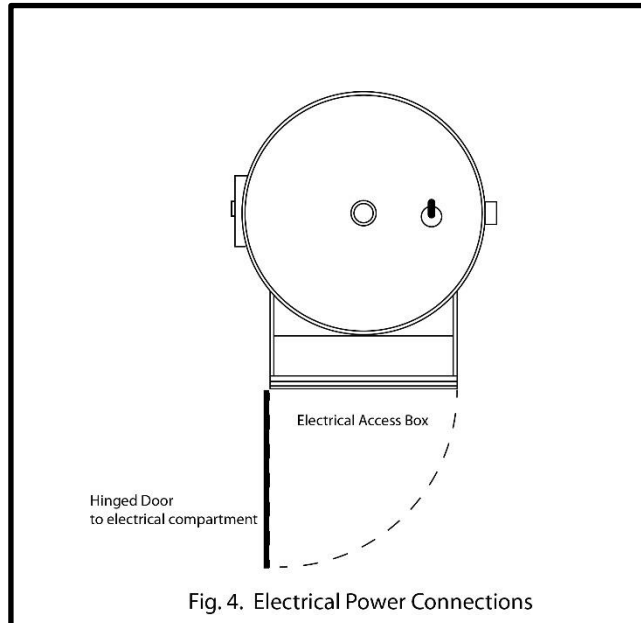 Electrical Access Box
Hinged Door
to electrical compartment
Fig. 4. Electrical Power Connections